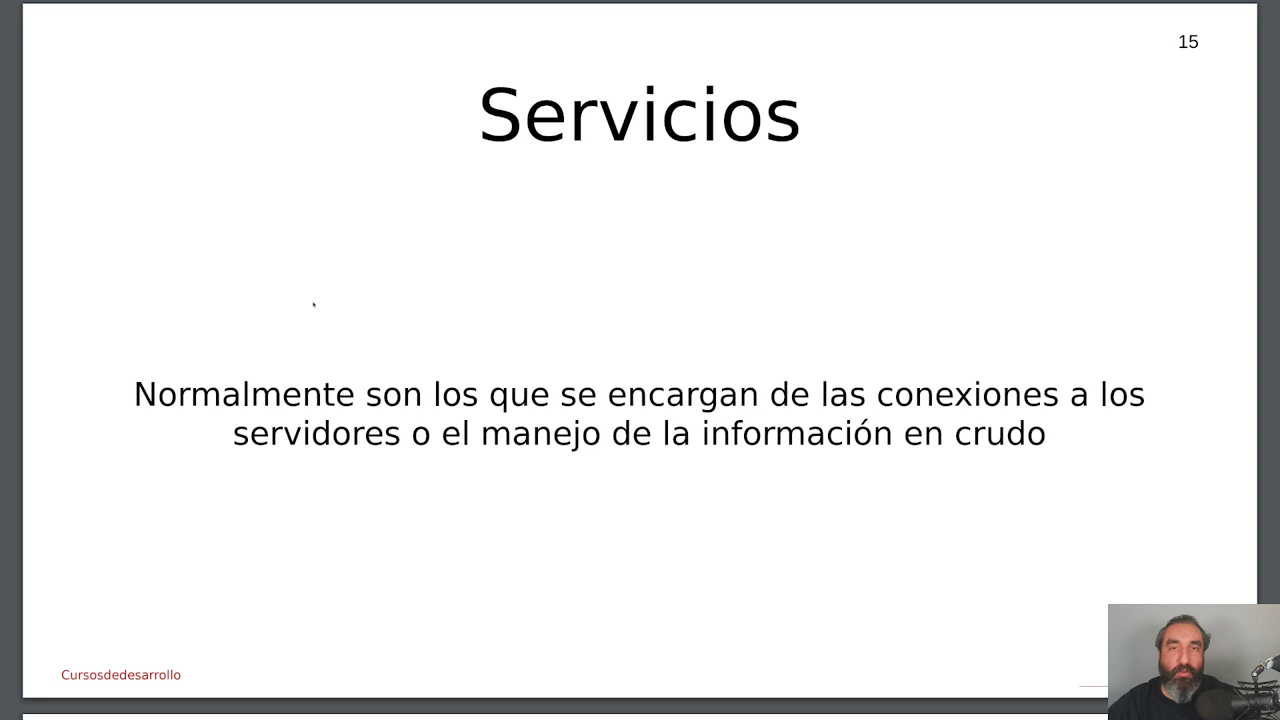 15
Servicios
Normalmente son los que se encargan de las conexiones a los
servidores o el manejo de la información en crudo
Cursosdedesarrollo